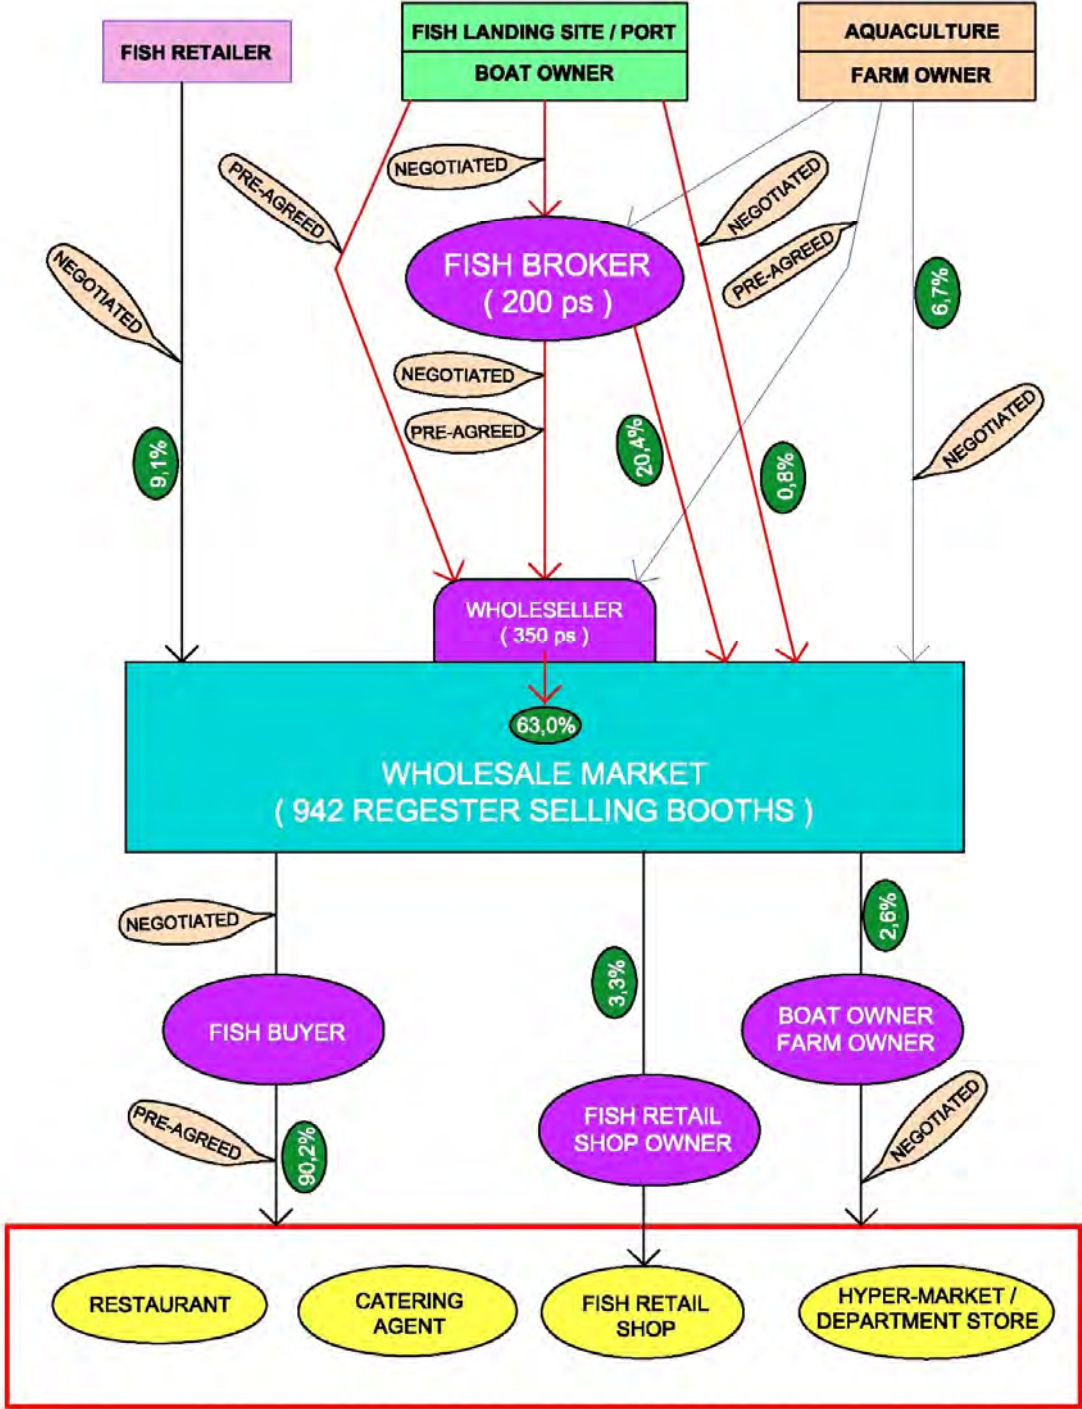 FISH RETAILER
FISH LANDING SITE / PORT
BOAT OWNER
AQUACULTURE
FARM OWNER
NEGOTIATED
PRE-AGREED
NEGOTIATED
PRE-AGREED
NEGOTIATED
FISH BROKER
( 200 ps )
6,7%
NEGOTIATED
NEGOTIATED
PRE-AGREED
NEGOTIATED
9,1%
20,4%
0,8%
WHOLESELLER
( 350 ps )
63,0%
WHOLESALE MARKET
( 942 REGESTER SELLING BOOTHS )
NEGOTIATED
2,6%
3,3%
FISH BUYER
BOAT OWNER
FARM OWNER
PRE-AGREED
90,2%
FISH RETAIL
SHOP OWNER
NEGOTIATED
RESTAURANT
CATERING
AGENT
FISH RETAIL
SHOP
HYPER-MARKET /
DEPARTMENT STORE